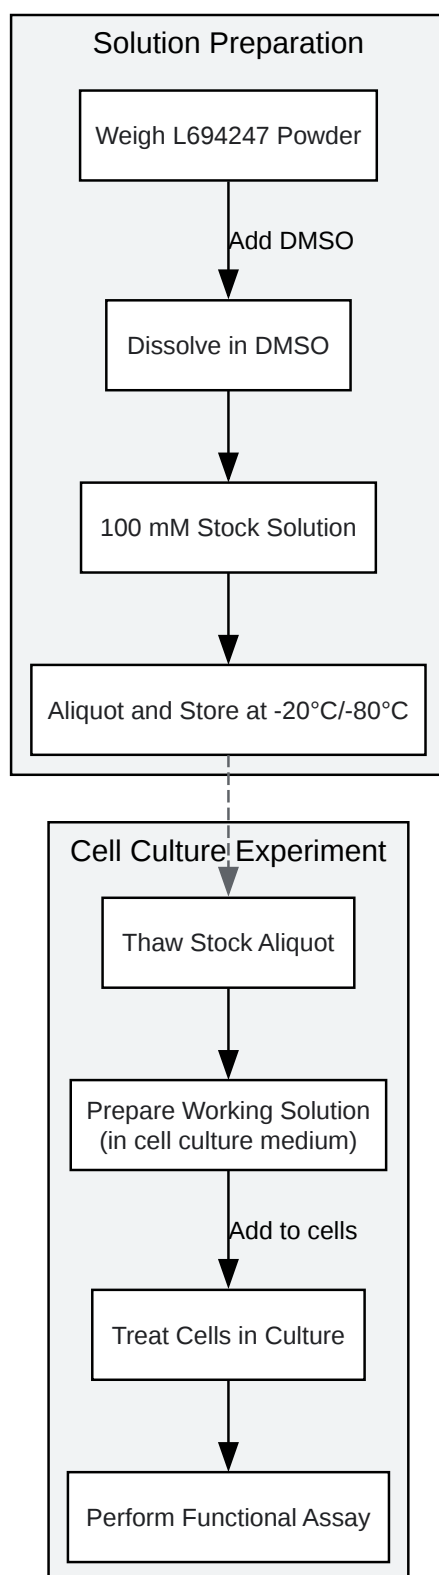 Solution Preparation
Weigh L694247 Powder
Add DMSO
Dissolve in DMSO
100 mM Stock Solution
Aliquot and Store at -20°C/-80°C
Cell Culture Experiment
Thaw Stock Aliquot
Prepare Working Solution
(in cell culture medium)
Add to cells
Treat Cells in Culture
Perform Functional Assay